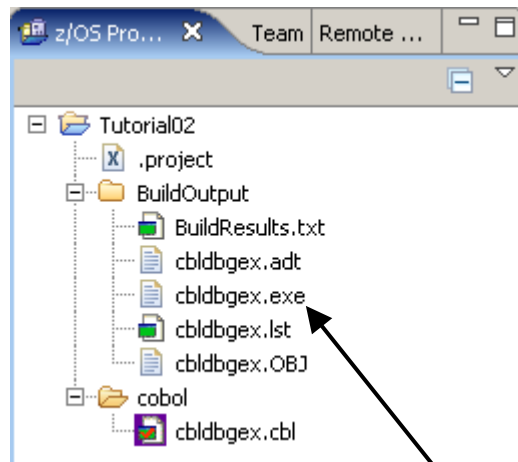 z/OS Pro... Team Remote ...
Tutorial02
.project
BuildOutput
BuildResults.txt
cbldbgex.adt
cbldbgex.exe
cbldbgex.lst
cbldbgex.OBJ
cobol
cbldbgex.cbl